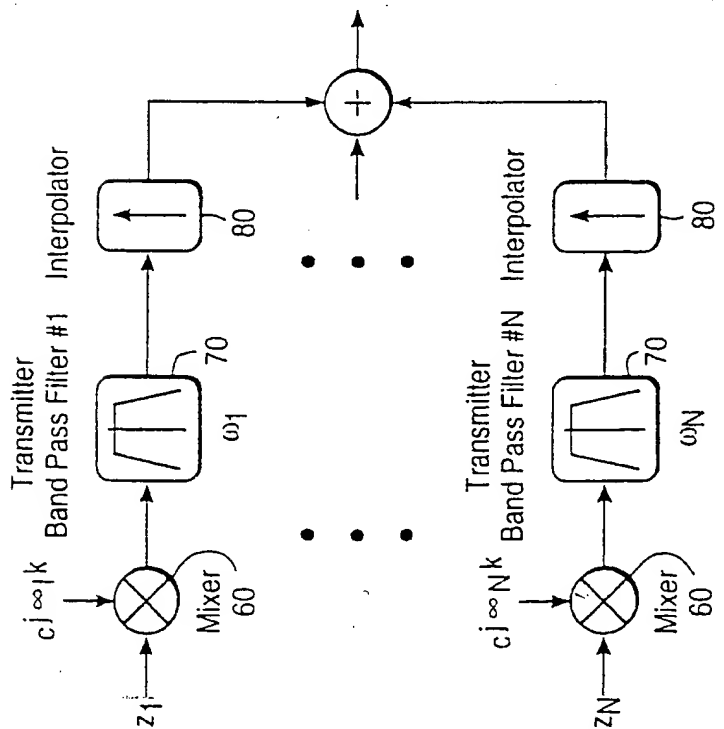 Transmitter
Band Pass Filter #1
Interpolator
c^j∞1^k
z1
Mixer
60
70
ω1
80
+
Transmitter
Band Pass Filter #N
Interpolator
c^j∞N^k
zN
Mixer
60
70
ωN
80